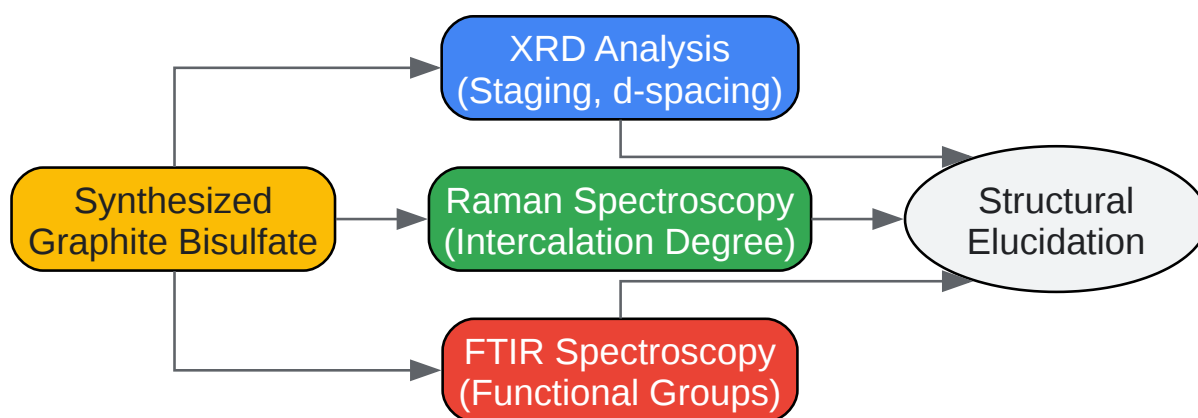 XRD Analysis
(Staging, d-spacing)
Synthesized
Graphite Bisulfate
Raman Spectroscopy
(Intercalation Degree)
Structural
Elucidation
FTIR Spectroscopy
(Functional Groups)